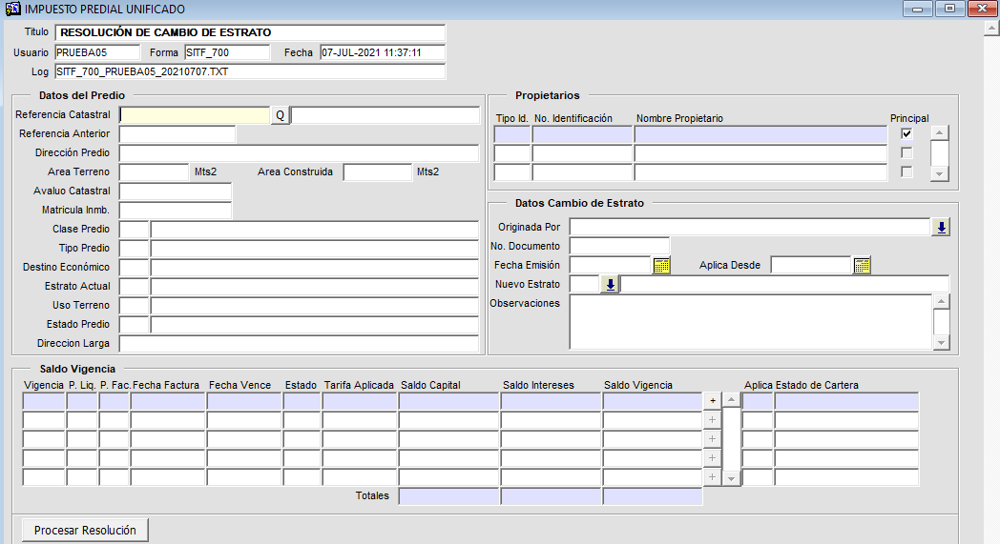 IMPUESTO PREDIAL UNIFICADO
Titulo RESOLUCIÓN DE CAMBIO DE ESTRATO
Usuario PRUEBA05 Forma SITF_700 Fecha 07-JUL-2021 11:37:11
Log SITF_700_PRUEBA05_20210707.TXT
Datos del Predio
Referencia Catastral Q
Referencia Anterior
Dirección Predio
Area Terreno Mts2 Area Construida Mts2
Avaluo Catastral
Matricula Inmb.
Clase Predio
Tipo Predio
Destino Económico
Estrato Actual
Uso Terreno
Estado Predio
Direccion Larga
Propietarios
Tipo Id. No. Identificación Nombre Propietario Principal
Datos Cambio de Estrato
Originada Por
No. Documento
Fecha Emisión Aplica Desde
Nuevo Estrato
Observaciones
Saldo Vigencia
Vigencia P. Liq. P. Fac. Fecha Factura Fecha Vence Estado Tarifa Aplicada Saldo Capital Saldo Intereses Saldo Vigencia Aplica Estado de Cartera
+
+
+
+
+
Totales
Procesar Resolución